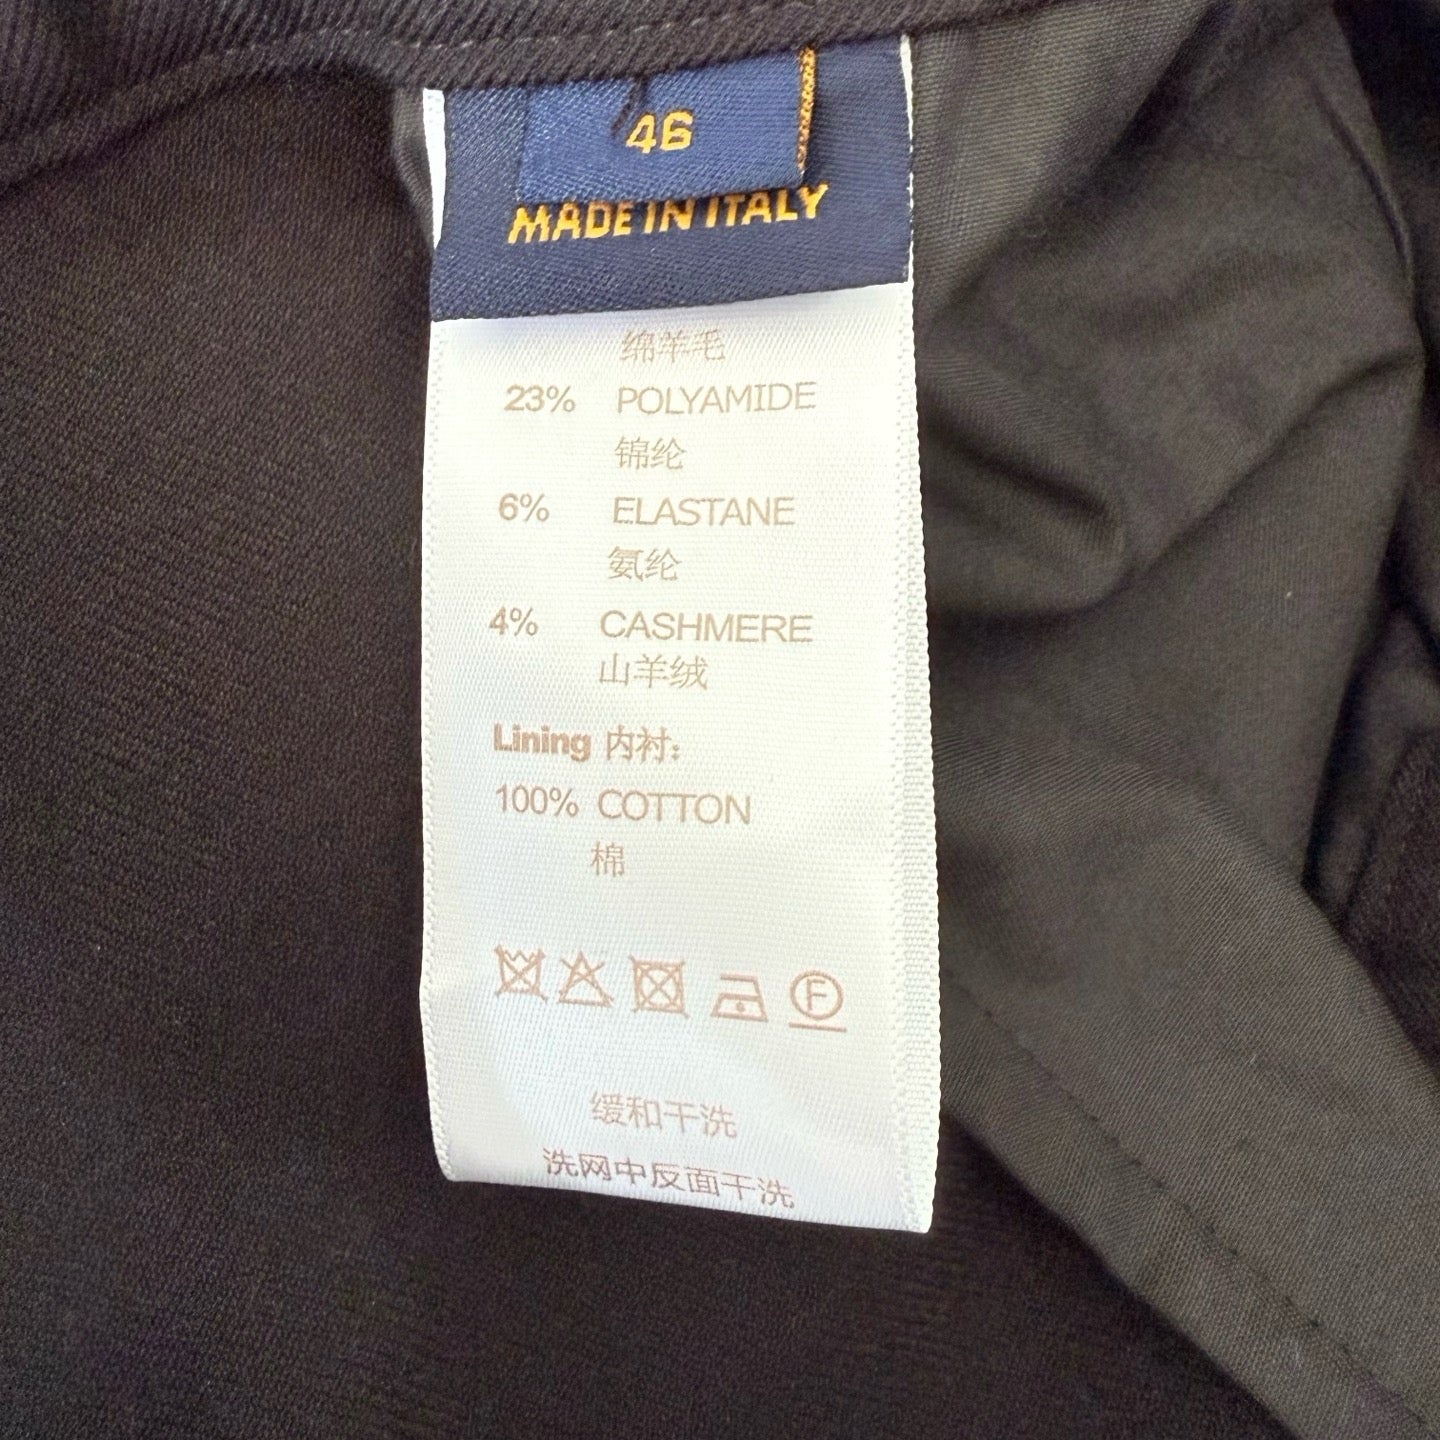 46
MADE IN ITALY
绵羊毛
23% POLYAMIDE
锦纶
6% ELASTANE
氨纶
4% CASHMERE
山羊绒
Lining 内衬：
100% COTTON
棉
F
缓和干洗
洗网中反面干洗